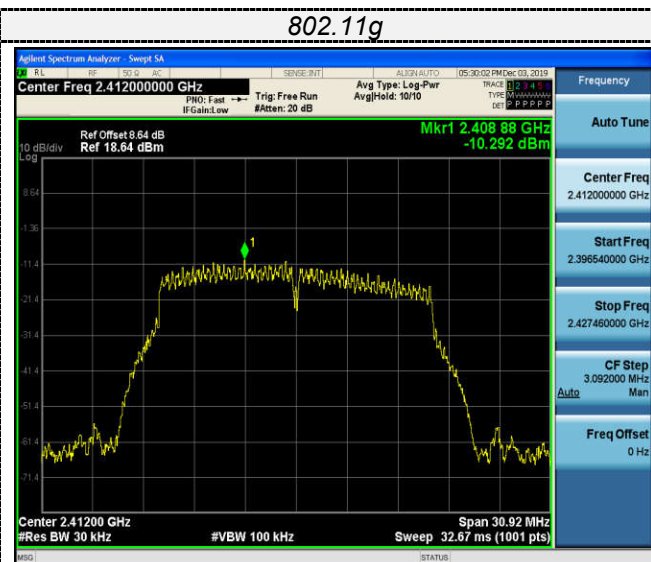 802.11g
Agilent Spectrum Analyzer - Swept SA
RL RF 50 Ω AC SENSE:INT ALIGN AUTO 05:30:02 PM Dec 03, 2019
Center Freq 2.412000000 GHz
PNO: Fast
IFGain:Low
Trig: Free Run
#Atten: 20 dB
Avg Type: Log-Pwr
Avg|Hold: 10/10
TRACE 1 2 3 4 5 6
TYPE MWWWWW
DET P P P P P P
Frequency
Auto Tune
Center Freq
2.412000000 GHz
Start Freq
2.396540000 GHz
Stop Freq
2.427460000 GHz
CF Step
3.092000 MHz
Auto Man
Freq Offset
0 Hz
Ref Offset 8.64 dB
10 dB/div Ref 18.64 dBm
Log
Mkr1 2.408 88 GHz
-10.292 dBm
8.64
-1.36
-11.4
-21.4
-31.4
-41.4
-51.4
-61.4
-71.4
1
Center 2.41200 GHz Span 30.92 MHz
#Res BW 30 kHz #VBW 100 kHz Sweep 32.67 ms (1001 pts)
MSG STATUS